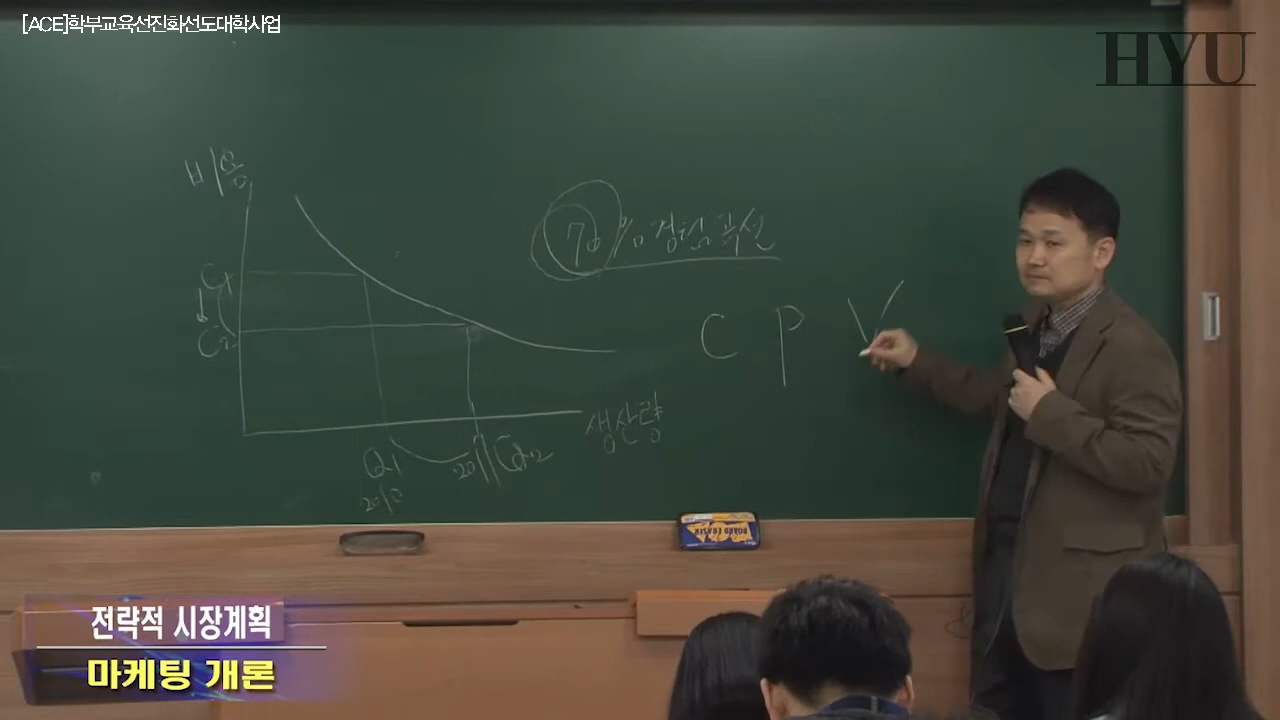 [ACE]학부교육선진화선도대학사업
HYU
비용
70% 경험곡선
C1
C2
C P V
생산량
Q1
2010
2011
Q2
BOARD ERASER
전략적 시장계획
마케팅 개론